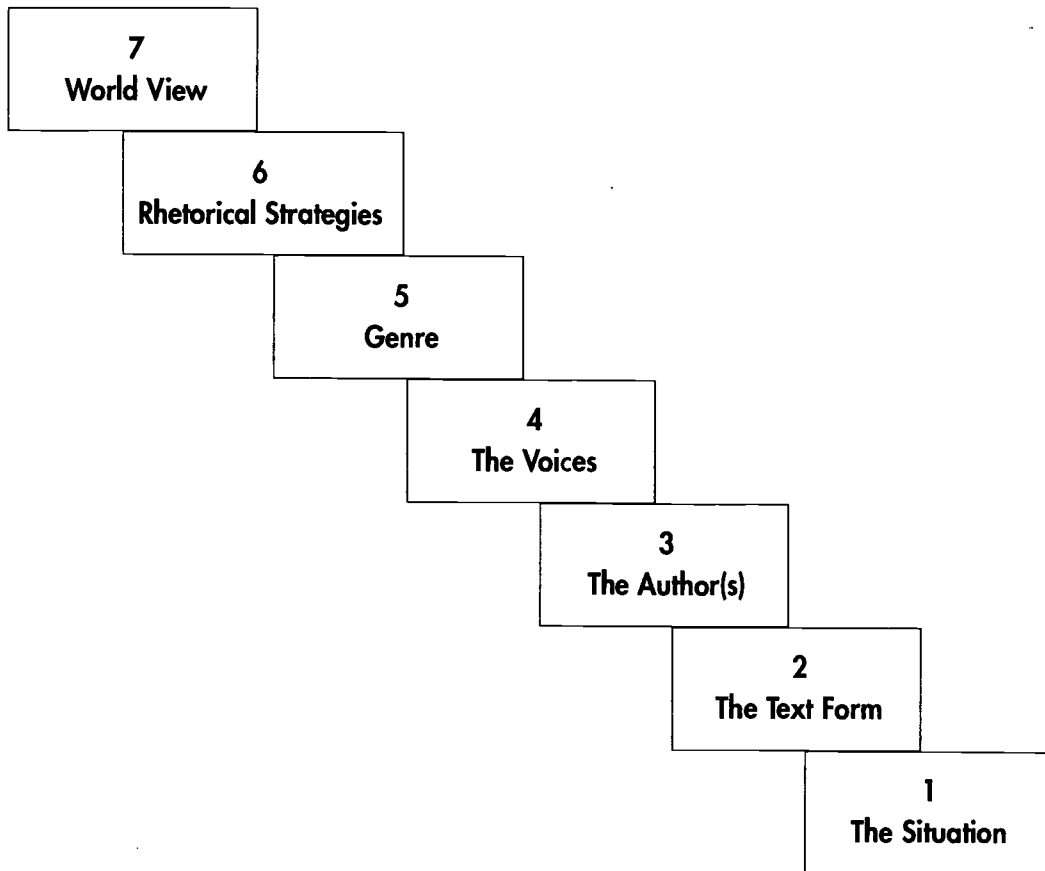 7
World View
6
Rhetorical Strategies
5
Genre
4
The Voices
3
The Author(s)
2
The Text Form
1
The Situation